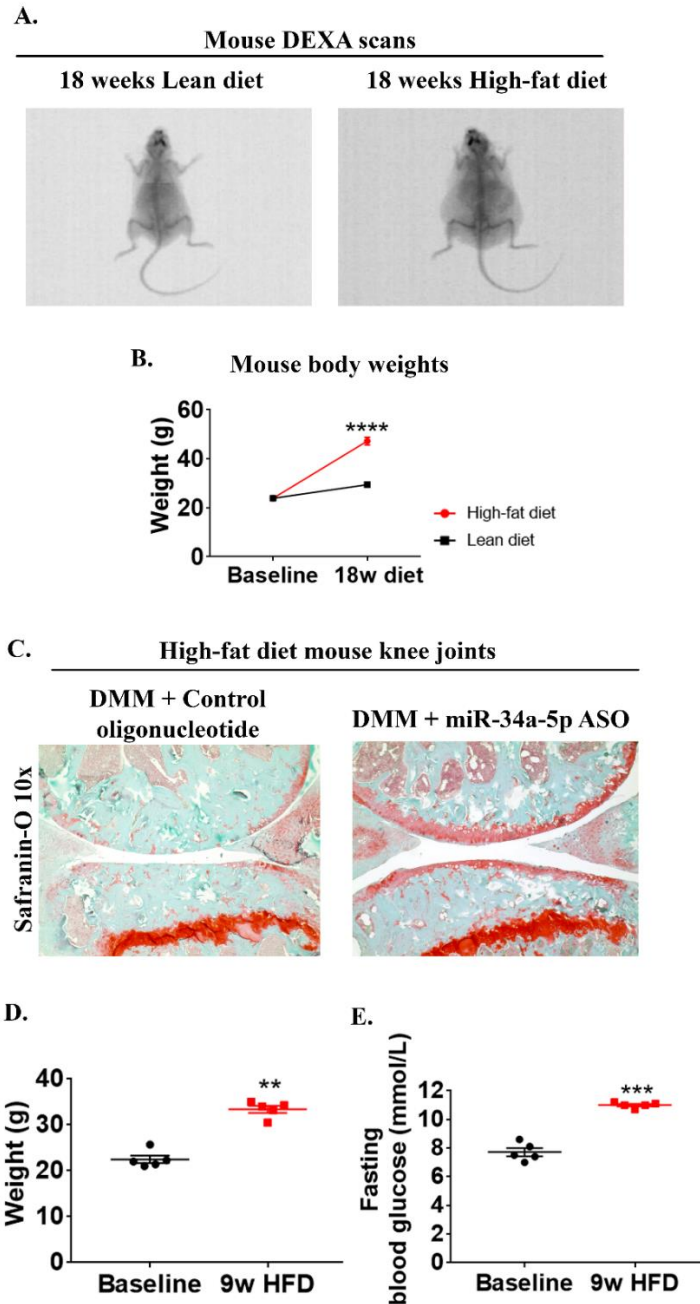 A.
Mouse DEXA scans
18 weeks Lean diet
18 weeks High-fat diet
B.
Mouse body weights
Weight (g)
60
40
20
0
****
Baseline
18w diet
High-fat diet
Lean diet
C.
High-fat diet mouse knee joints
DMM + Control
oligonucleotide
DMM + miR-34a-5p ASO
Safranin-O 10x
D.
Weight (g)
40
30
20
10
0
**
Baseline
9w HFD
E.
Fasting
blood glucose (mmol/L)
12
10
8
6
4
2
0
***
Baseline
9w HFD